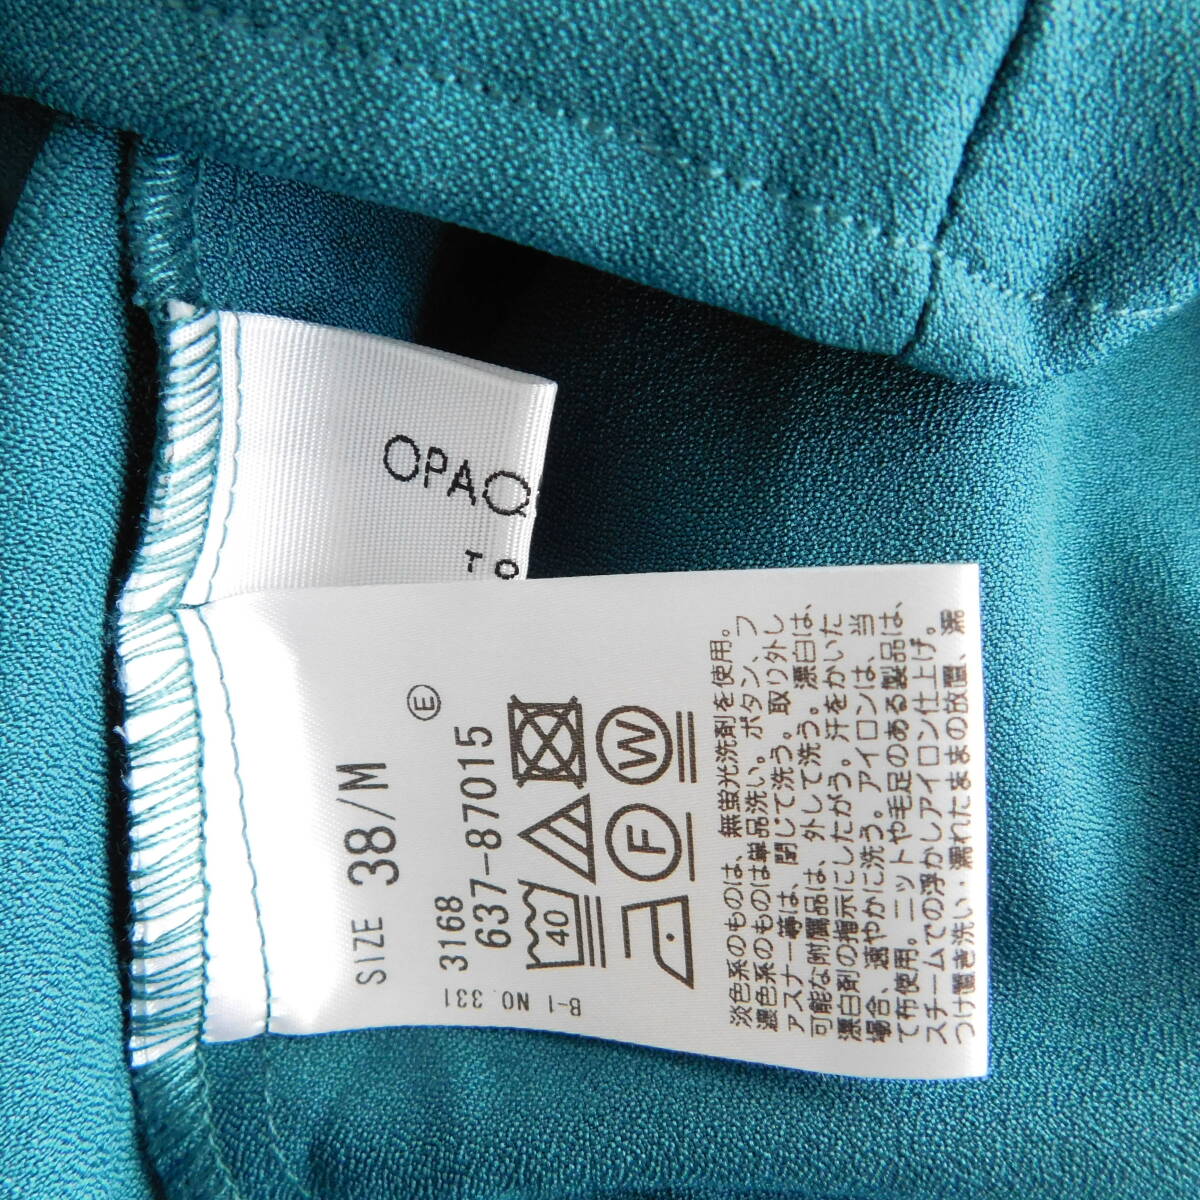 OPAQ
TO
SIZE 38/M
E
3168
637-87015
40
F
W
B-1 NO.331
淡色系のものは、無蛍光洗剤を使用。
濃色系のものは単品洗い。ボタン、フ
ァスナー等は、閉じて洗う。取り外し
可能な附属品は、外して洗う。漂白は、
漂白剤の指示にしたがう。汗をかいた
場合、速やかに洗う。アイロンは、当
て布使用。ニットや毛足のある製品は、
スチームでの浮かしアイロン仕上げ。
つけ置き洗い・濡れたままの放置、濡